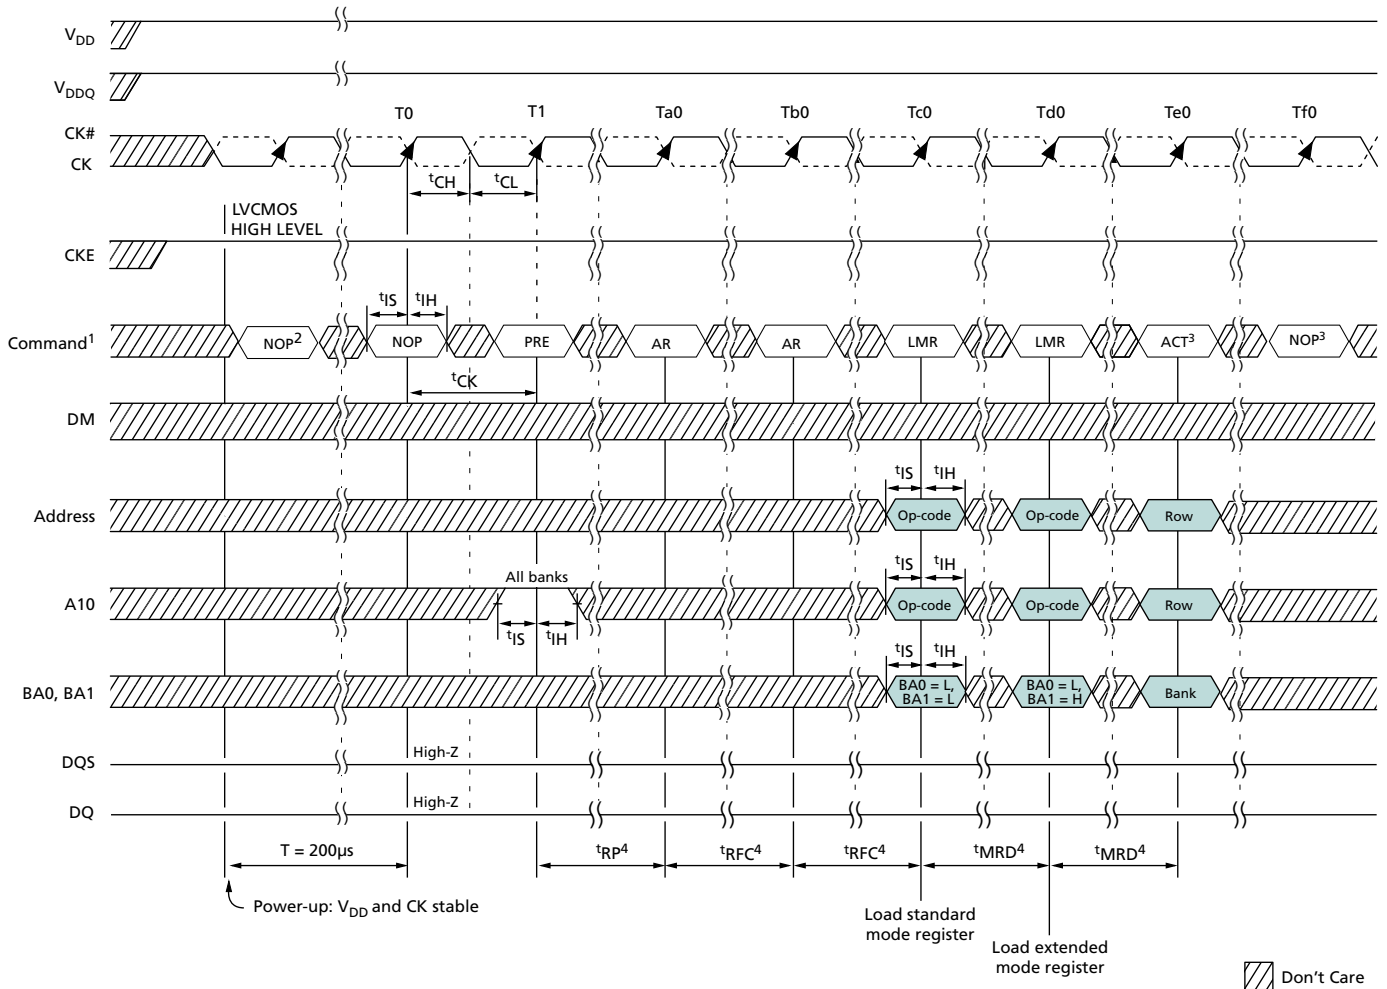 VDD
VDDQ
T0 T1 Ta0 Tb0 Tc0 Td0 Te0 Tf0
CK#
CK
tCH tCL
LVCMOS
HIGH LEVEL
CKE
tIS tIH
Command1 NOP2 NOP PRE AR AR LMR LMR ACT3 NOP3
tCK
DM
tIS tIH
Address Op-code Op-code Row
All banks tIS tIH
A10 Op-code Op-code Row
tIS tIH
tIS tIH
BA0, BA1 BA0 = L, BA0 = L, Bank
BA1 = L BA1 = H
High-Z
DQS
High-Z
DQ
T = 200µs tRP4 tRFC4 tRFC4 tMRD4 tMRD4
Power-up: VDD and CK stable
Load standard
mode register
Load extended
mode register
Don't Care